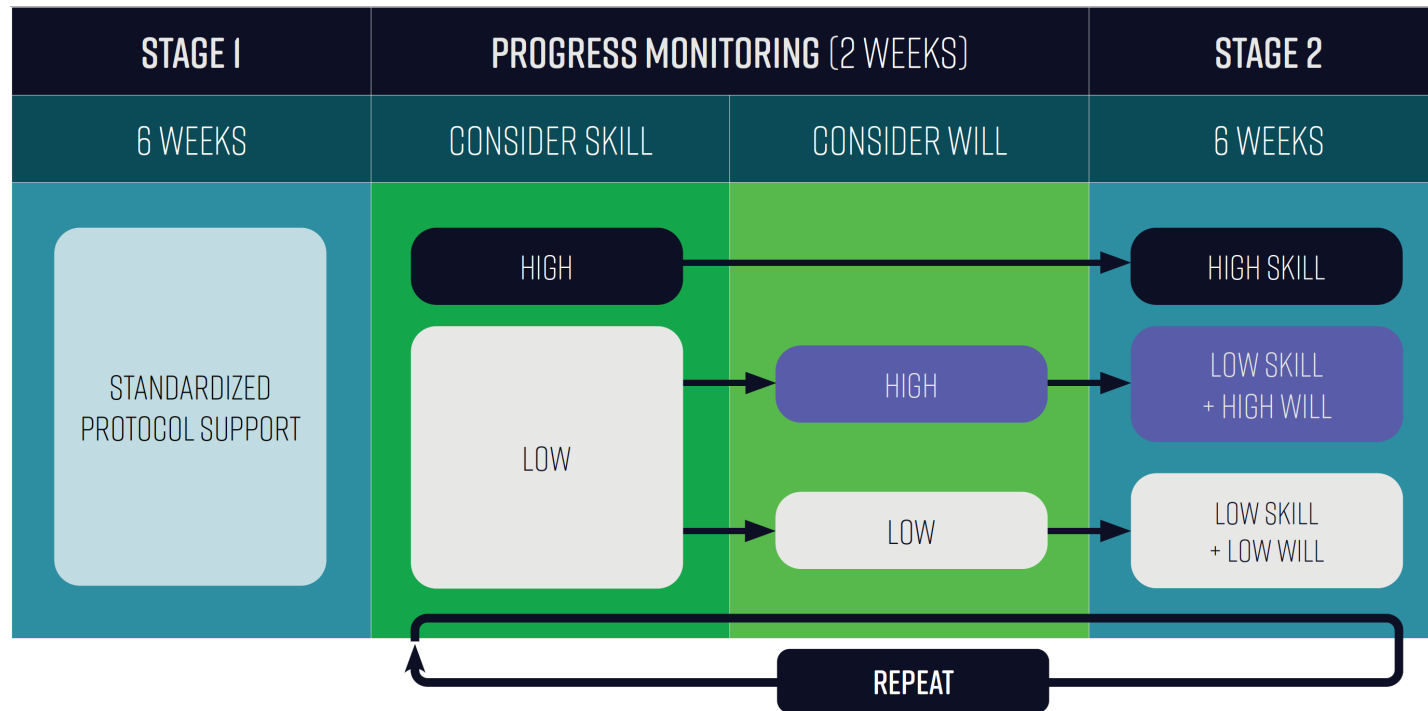 STAGE 1
PROGRESS MONITORING (2 WEEKS)
STAGE 2
6 WEEKS
CONSIDER SKILL
CONSIDER WILL
6 WEEKS
STANDARDIZED
PROTOCOL SUPPORT
HIGH
LOW
HIGH
LOW
HIGH SKILL
LOW SKILL
+ HIGH WILL
LOW SKILL
+ LOW WILL
REPEAT